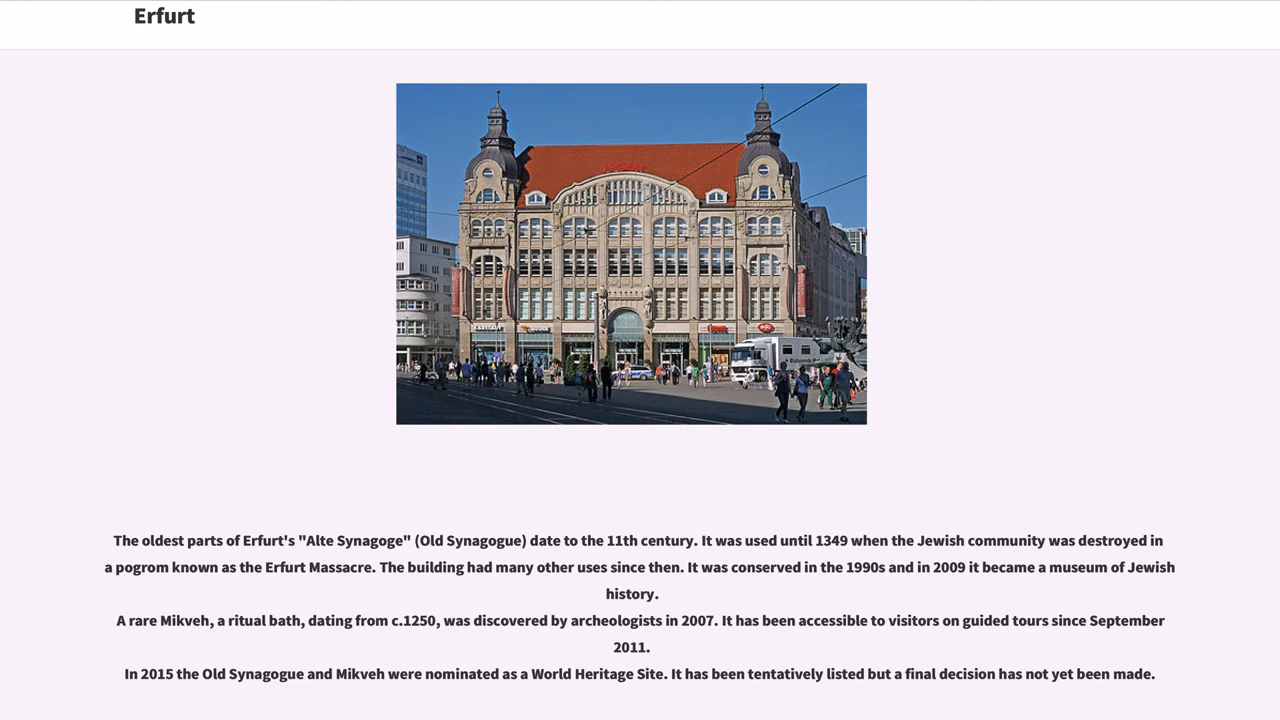 Erfurt
The oldest parts of Erfurt's "Alte Synagoge" (Old Synagogue) date to the 11th century. It was used until 1349 when the Jewish community was destroyed in
a pogrom known as the Erfurt Massacre. The building had many other uses since then. It was conserved in the 1990s and in 2009 it became a museum of Jewish
history.
A rare Mikveh, a ritual bath, dating from c.1250, was discovered by archeologists in 2007. It has been accessible to visitors on guided tours since September
2011.
In 2015 the Old Synagogue and Mikveh were nominated as a World Heritage Site. It has been tentatively listed but a final decision has not yet been made.